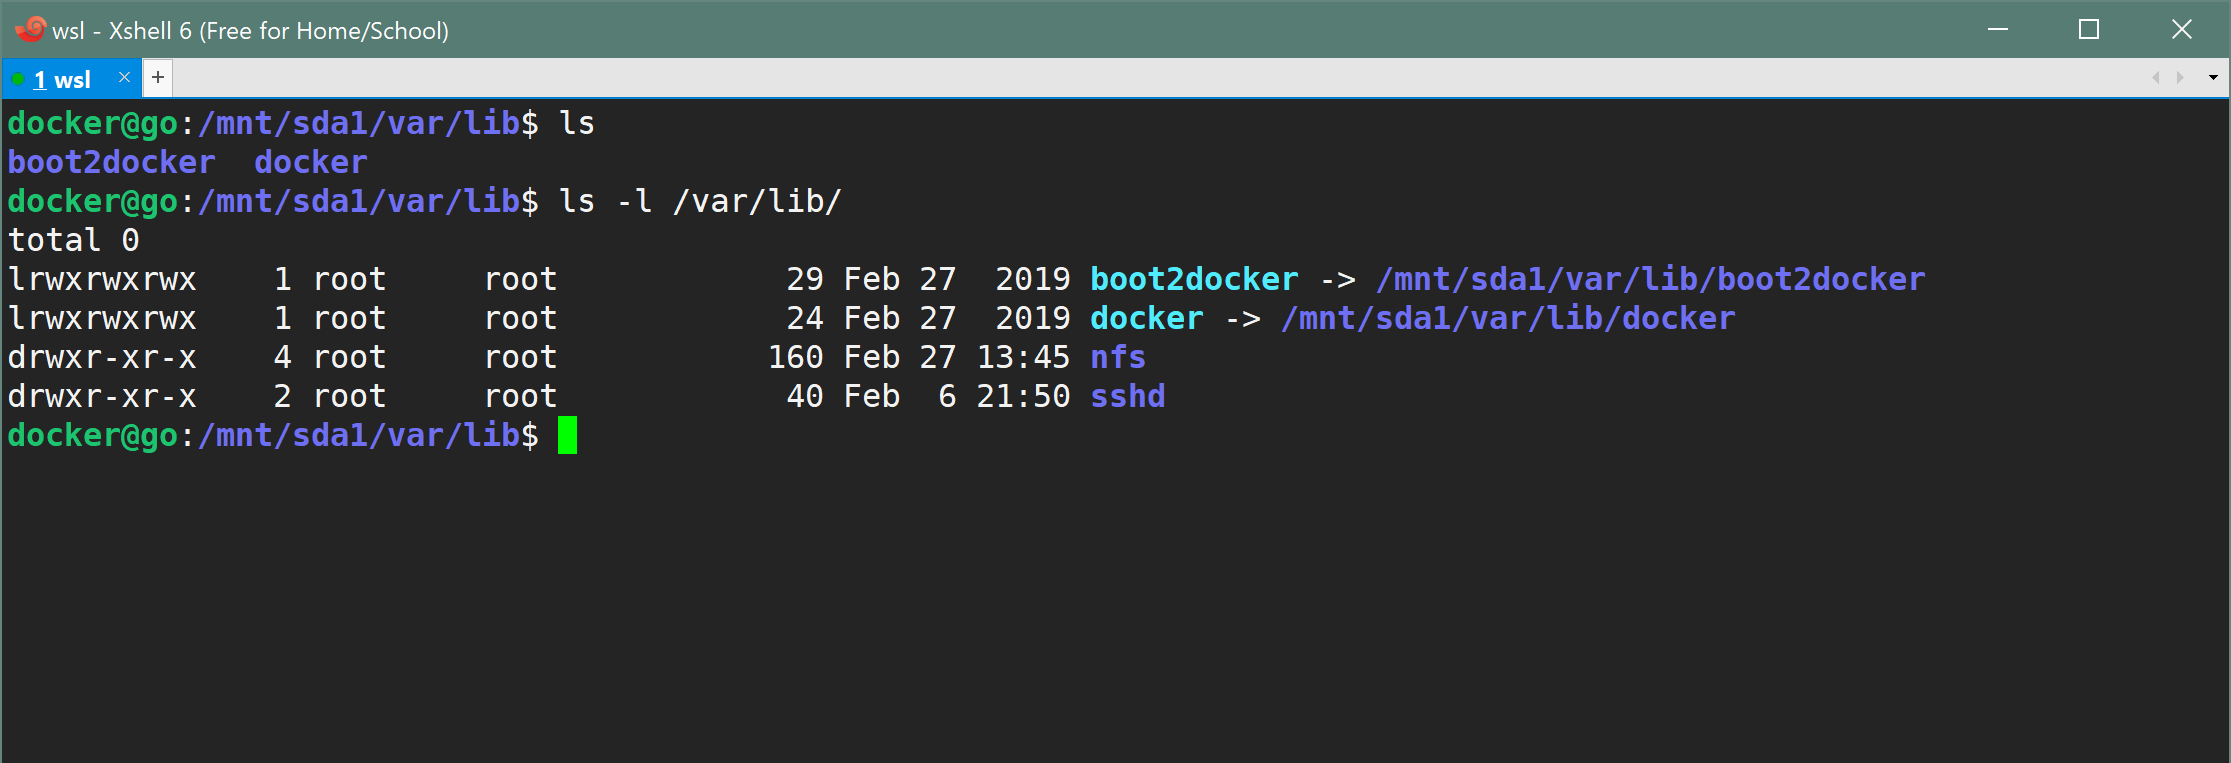 wsl - Xshell 6 (Free for Home/School)
1 wsl × +
docker@go:/mnt/sda1/var/lib$ ls
boot2docker  docker
docker@go:/mnt/sda1/var/lib$ ls -l /var/lib/
total 0
lrwxrwxrwx    1 root     root            29 Feb 27  2019 boot2docker -> /mnt/sda1/var/lib/boot2docker
lrwxrwxrwx    1 root     root            24 Feb 27  2019 docker -> /mnt/sda1/var/lib/docker
drwxr-xr-x    4 root     root           160 Feb 27 13:45 nfs
drwxr-xr-x    2 root     root            40 Feb  6 21:50 sshd
docker@go:/mnt/sda1/var/lib$